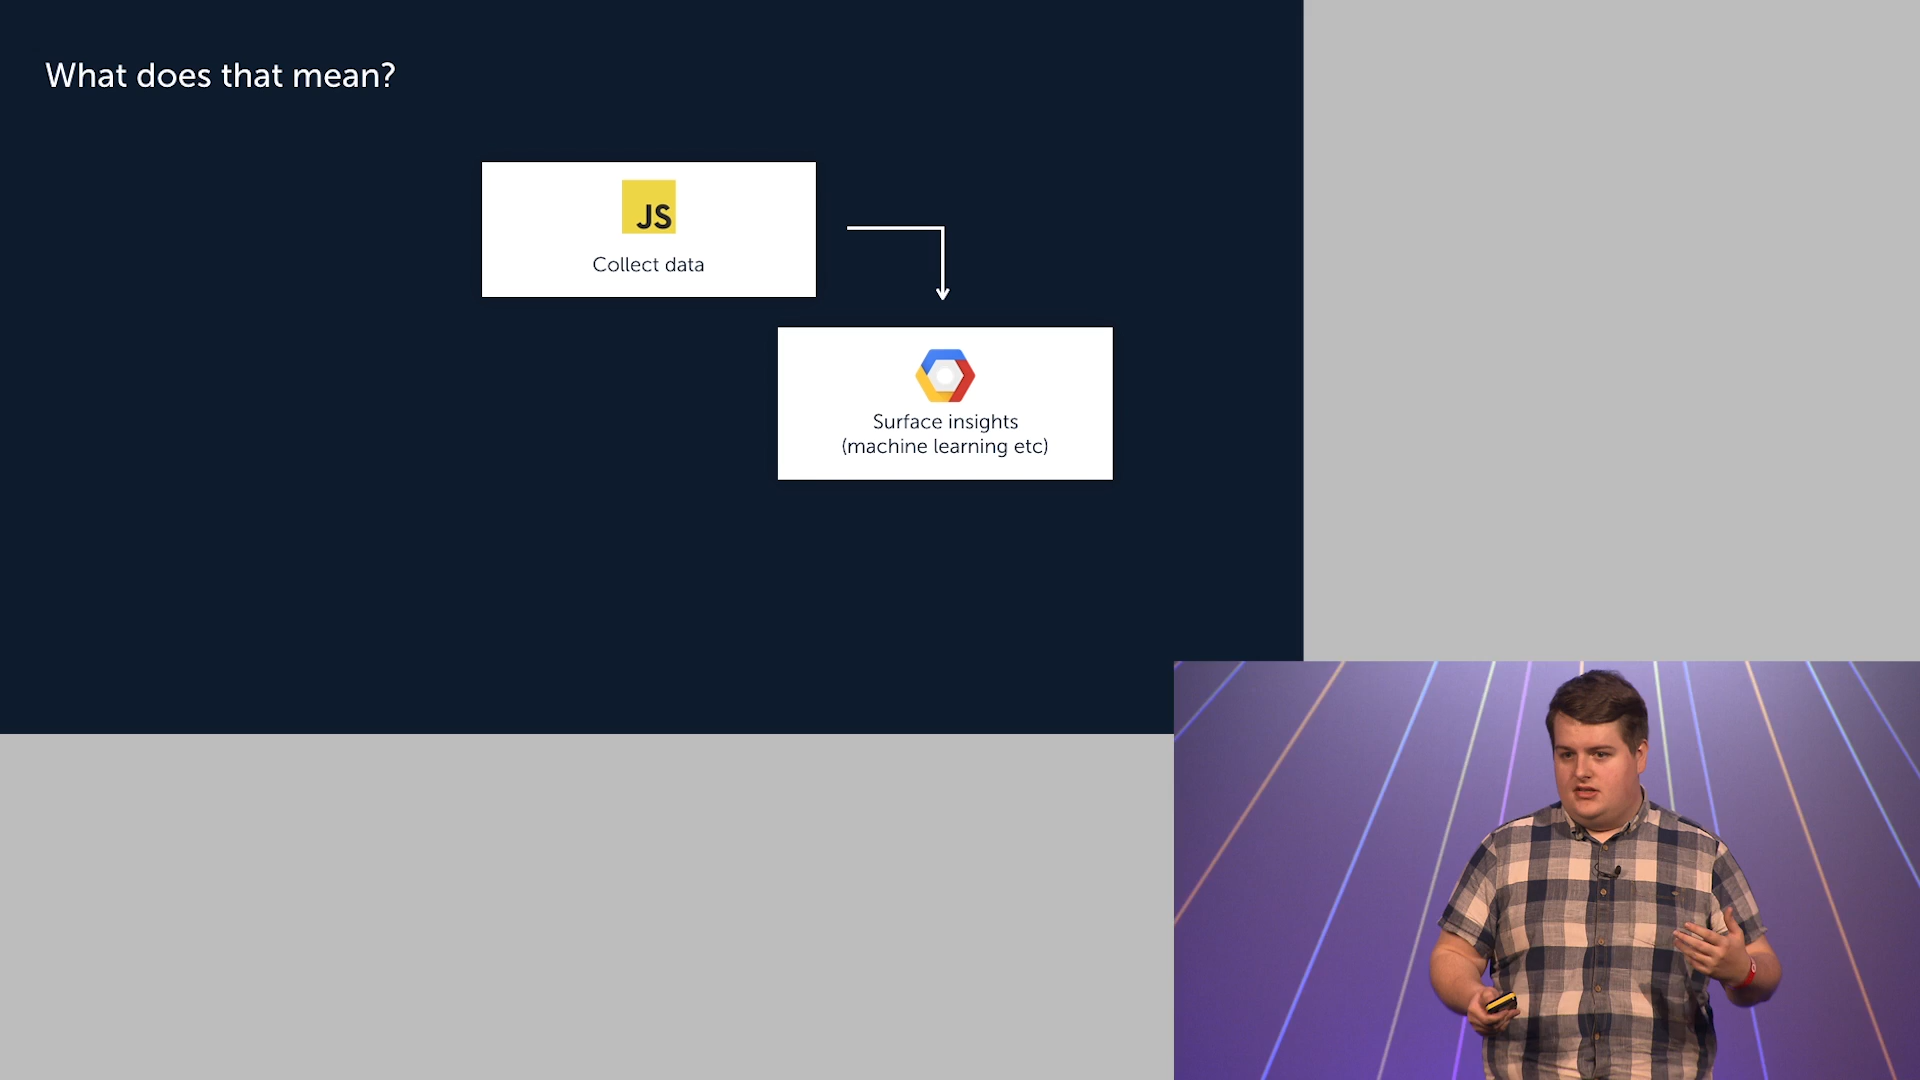 What does that mean?
JS
Collect data
Surface insights
(machine learning etc)